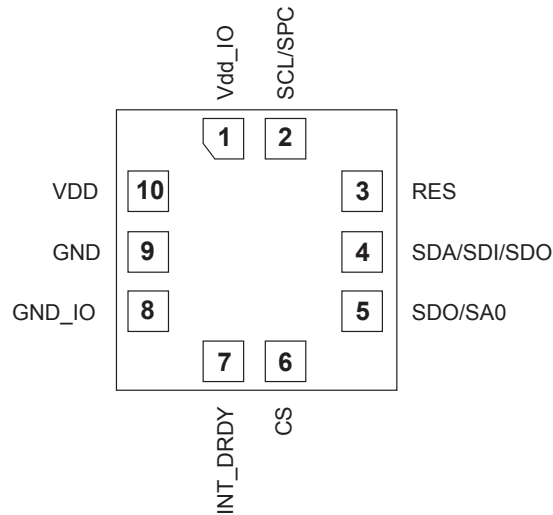 Vdd_IO
SCL/SPC
1
2
VDD
10
3
RES
GND
9
4
SDA/SDI/SDO
GND_IO
8
5
SDO/SA0
7
6
INT_DRDY
CS